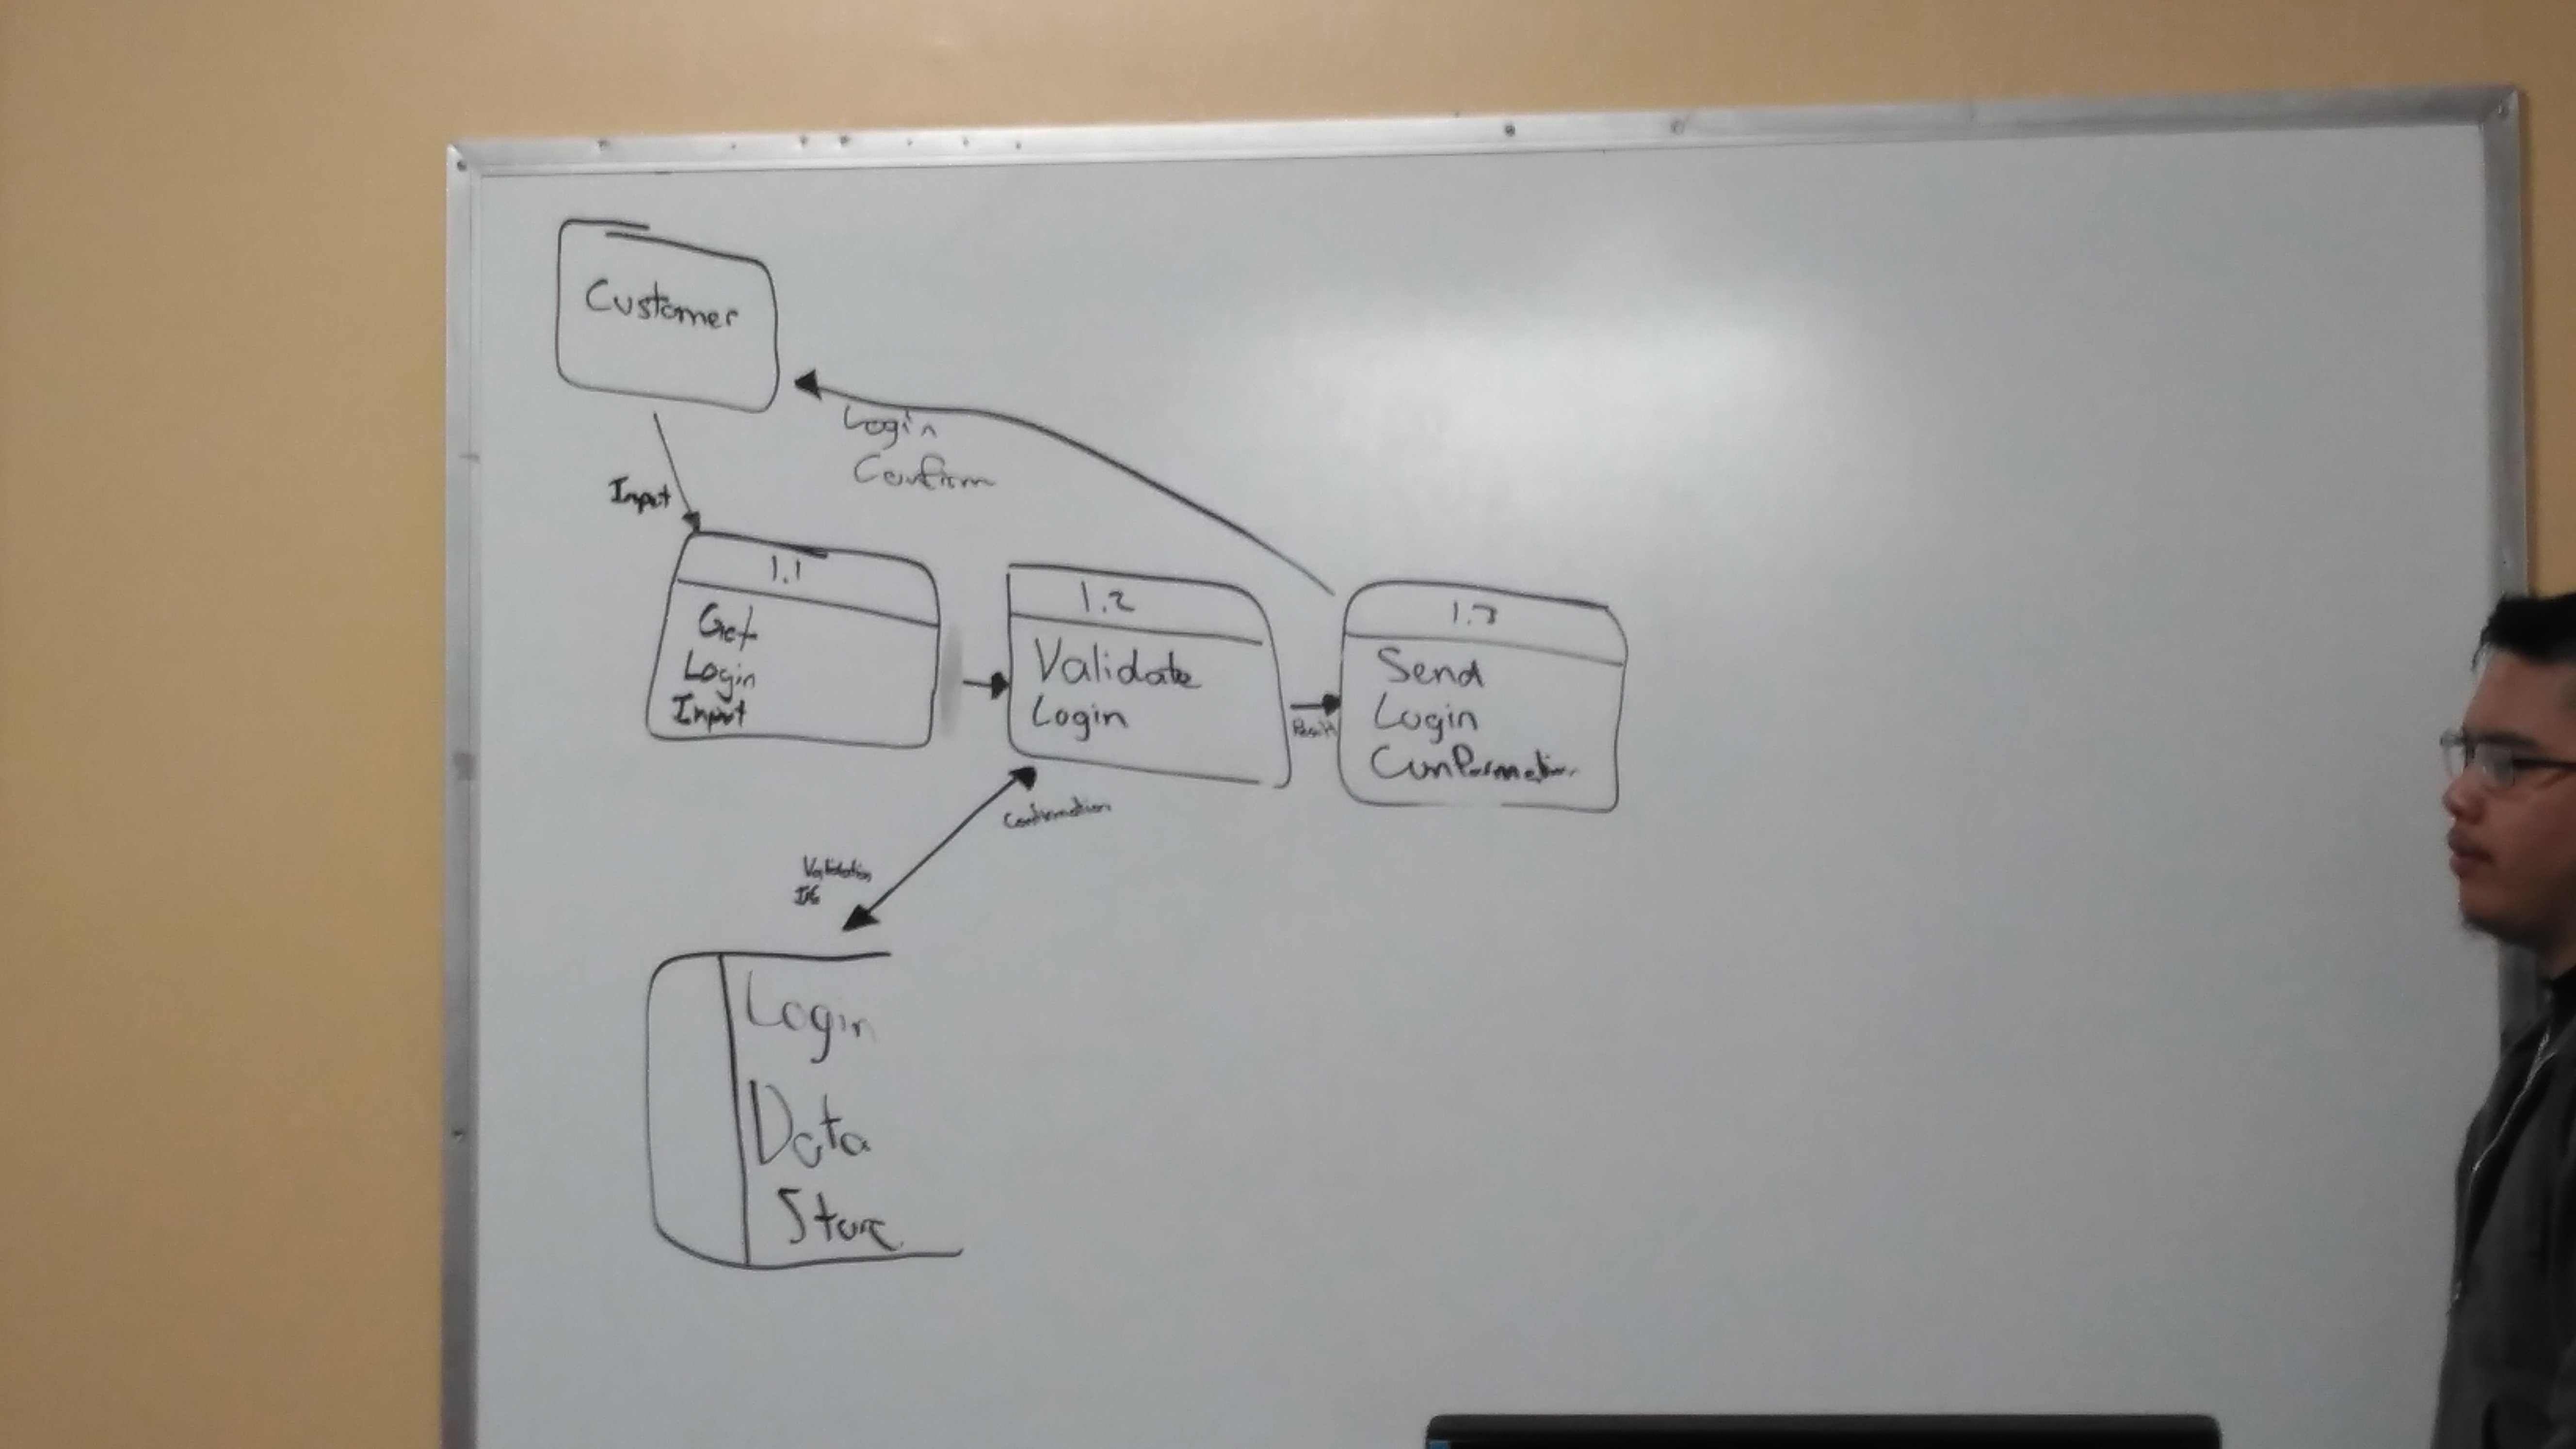 Customer
Login
Confirm
Input
1.1
Get
Login
Input
1.2
Validate
Login
Result
1.3
Send
Login
Confirmation
Confirmation
Validation
Login
Data
Store